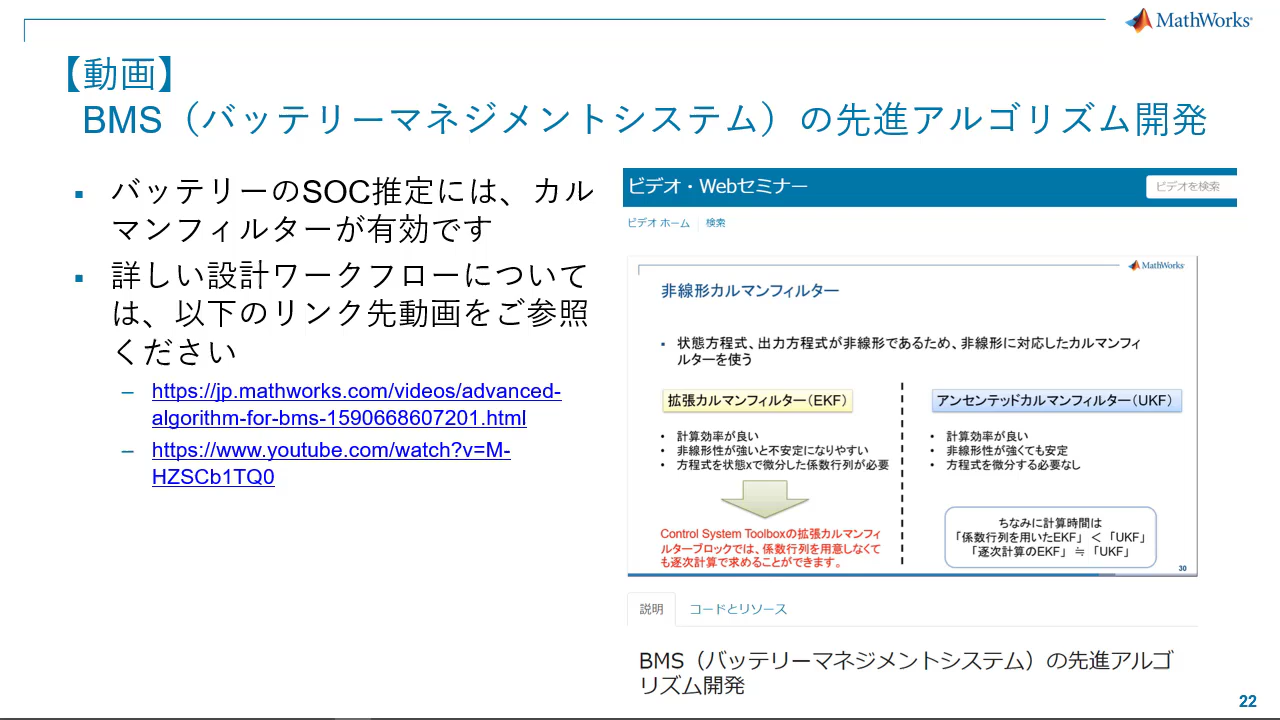 MathWorks®
【動画】
BMS（バッテリーマネジメントシステム）の先進アルゴリズム開発
▪ バッテリーのSOC推定には、カル
マンフィルターが有効です
▪ 詳しい設計ワークフローについて
は、以下のリンク先動画をご参照
ください
– https://jp.mathworks.com/videos/advanced-
algorithm-for-bms-1590668607201.html
– https://www.youtube.com/watch?v=M-
HZSCb1TQ0
ビデオ・Webセミナー
ビデオを検索
ビデオ ホーム | 検索
MathWorks®
非線形カルマンフィルター
• 状態方程式、出力方程式が非線形であるため、非線形に対応したカルマンフィ
ルターを使う
拡張カルマンフィルター（EKF）
• 計算効率が良い
• 非線形性が強いと不安定になりやすい
• 方程式を状態xで微分した係数行列が必要
Control System Toolboxの拡張カルマンフィ
ルターブロックでは、係数行列を用意しなくて
も逐次計算で求めることができます。
アンセンテッドカルマンフィルター（UKF）
• 計算効率が良い
• 非線形性が強くても安定
• 方程式を微分する必要なし
ちなみに計算時間は
「係数行列を用いたEKF」 ＜ 「UKF」
「逐次計算のEKF」 ≒ 「UKF」
30
説明
コードとリソース
BMS（バッテリーマネジメントシステム）の先進アルゴ
リズム開発
22